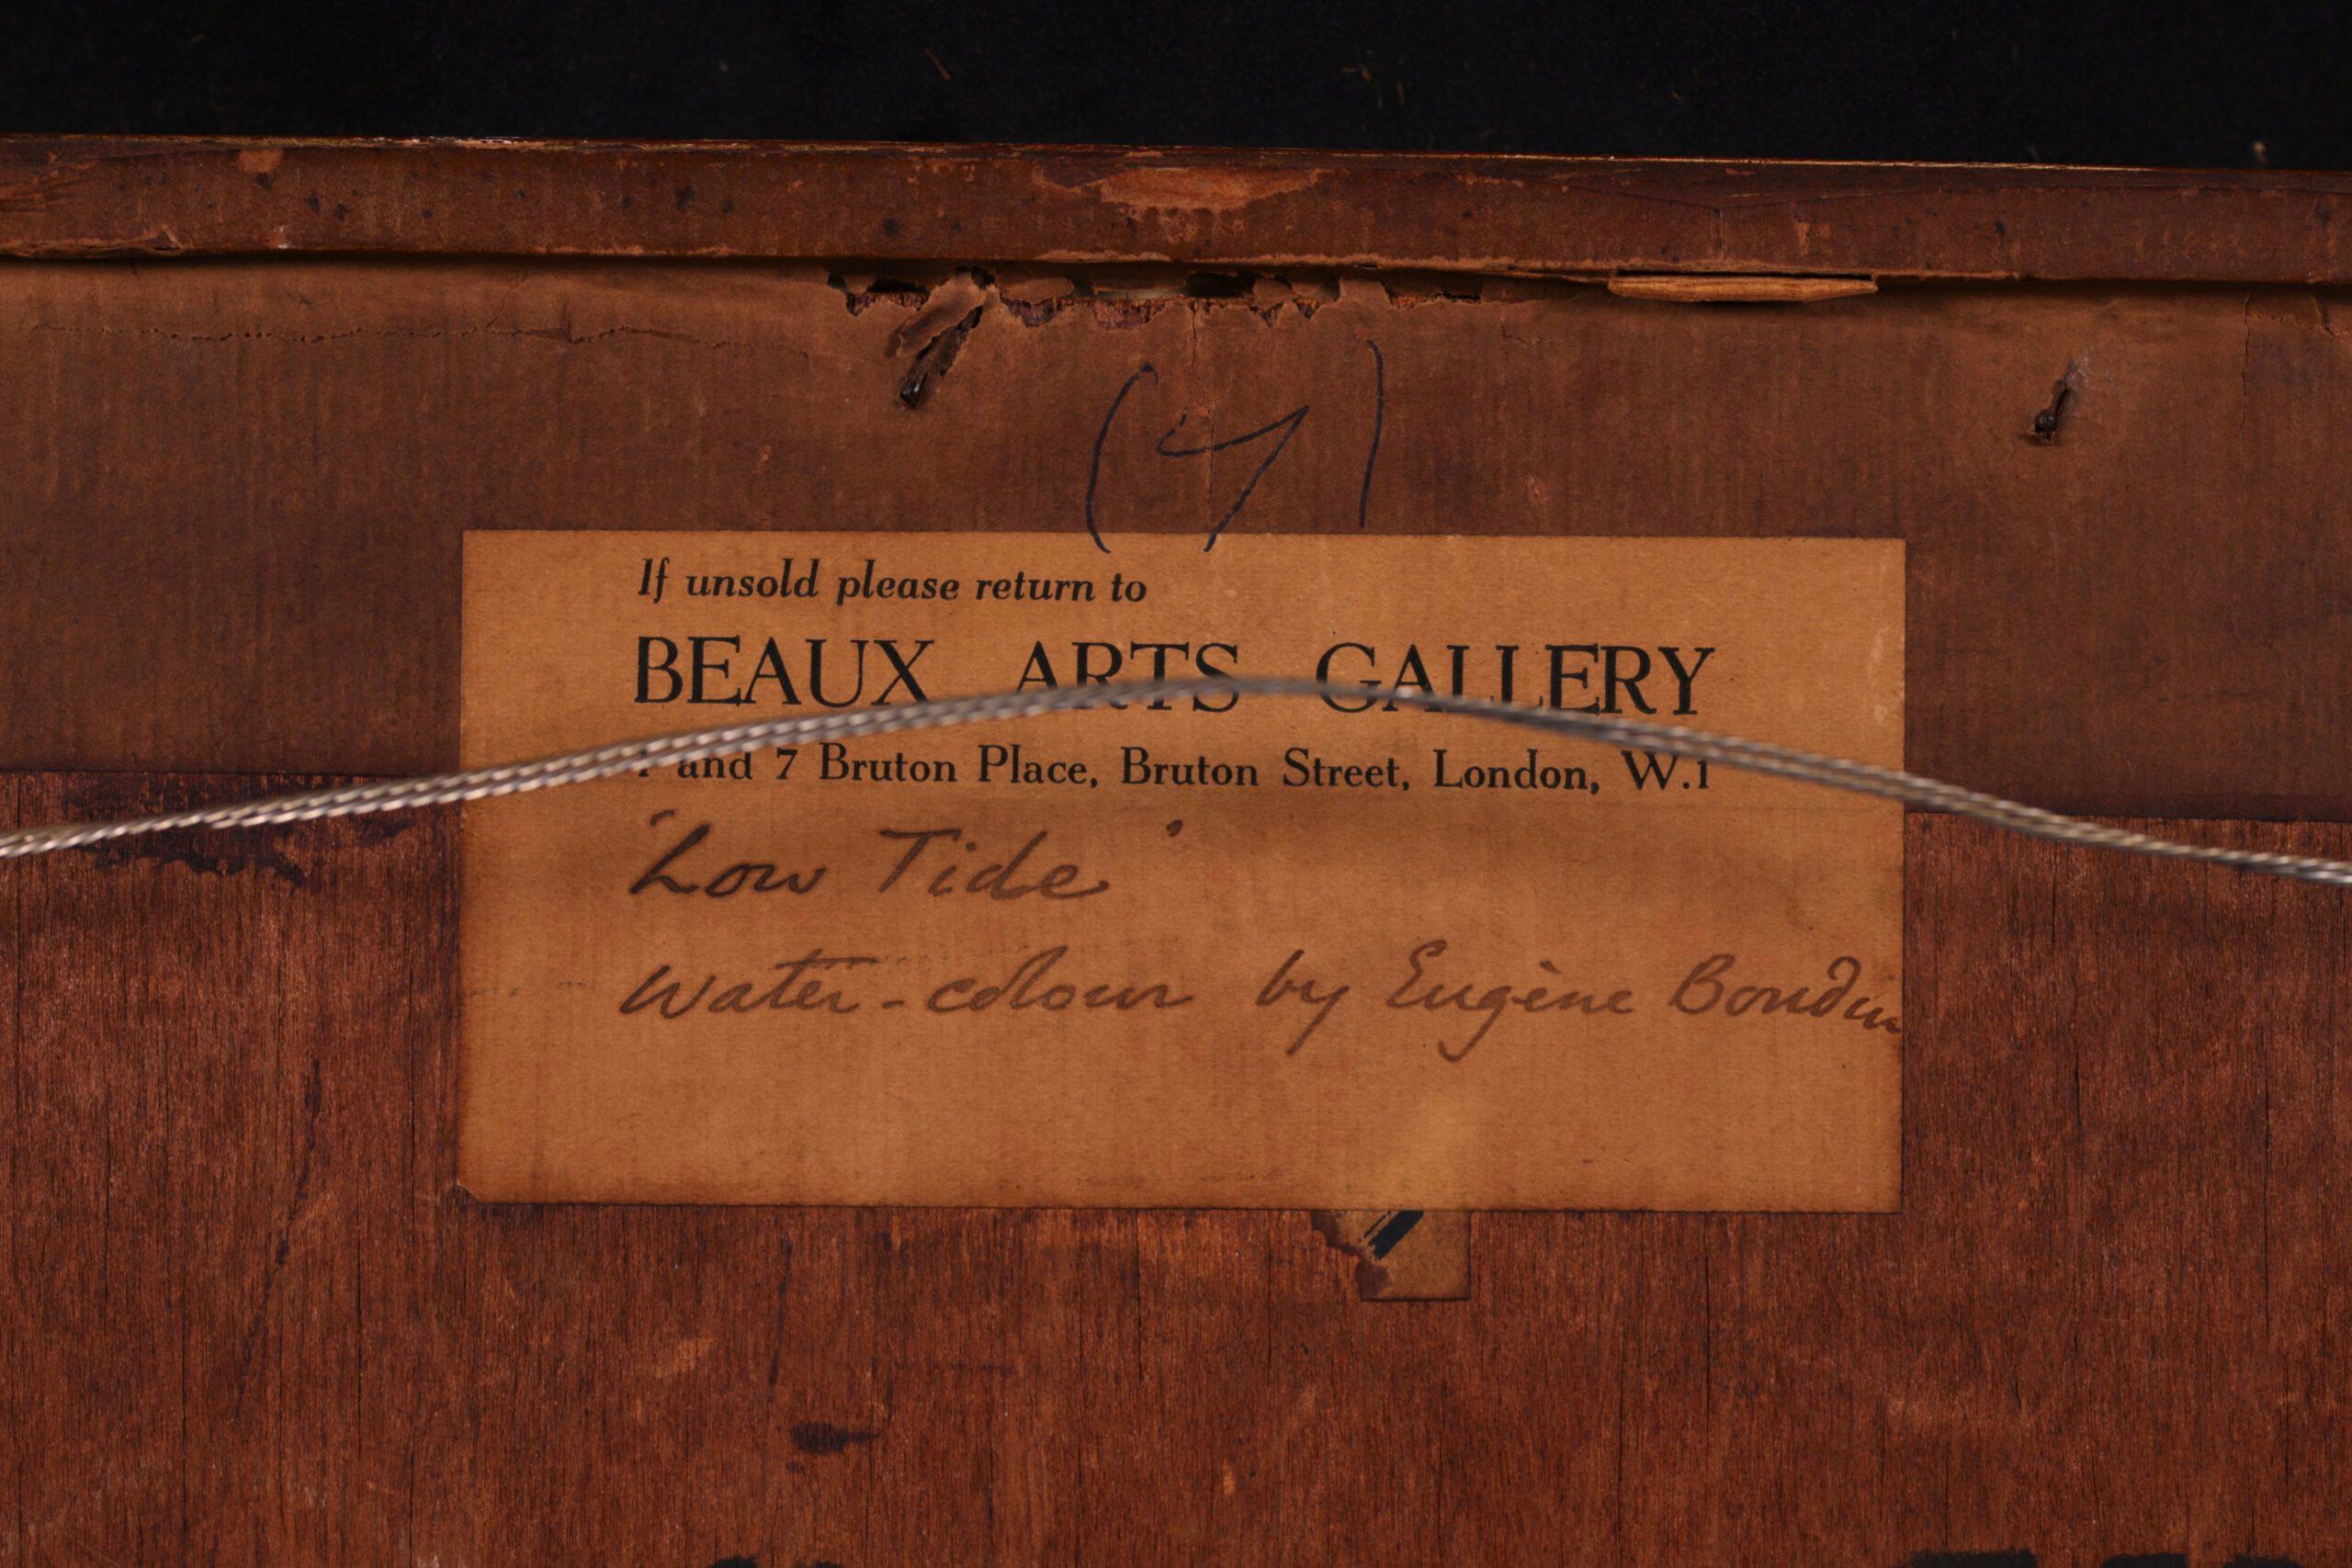 (7)
If unsold please return to
BEAUX ARTS GALLERY
and 7 Bruton Place, Bruton Street, London, W.1
"Low Tide"
Water-colour by Eugène Boudin